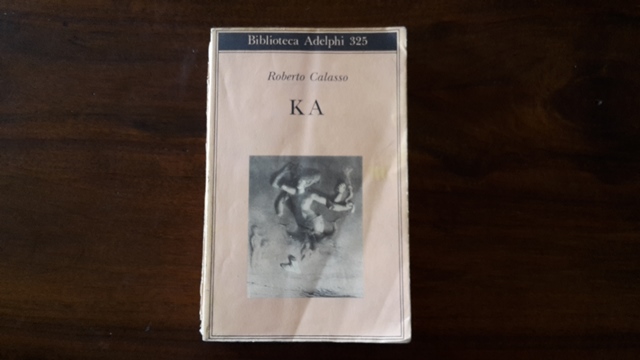 Biblioteca Adelphi 325
Roberto Calasso
KA